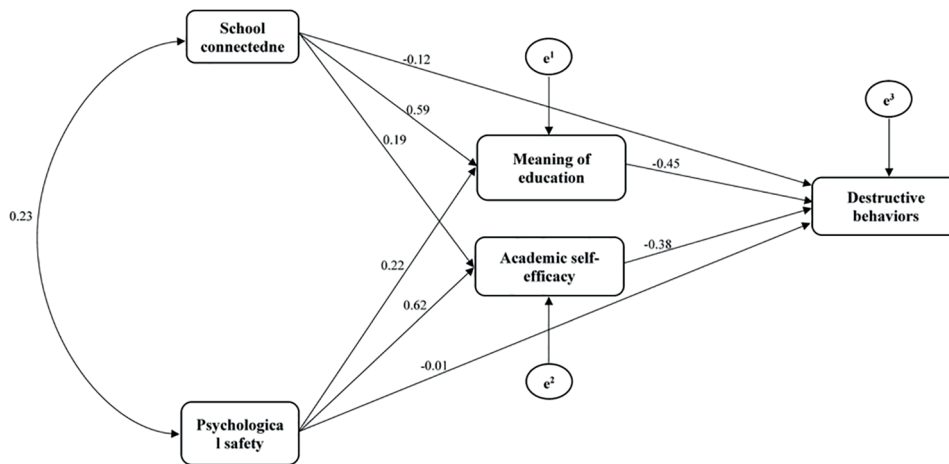 School
connectedne
e¹
-0.12
e³
0.59
0.19
Meaning of
education
-0.45
Destructive
behaviors
0.23
Academic self-
efficacy
-0.38
0.22
0.62
-0.01
e²
Psychologica
l safety